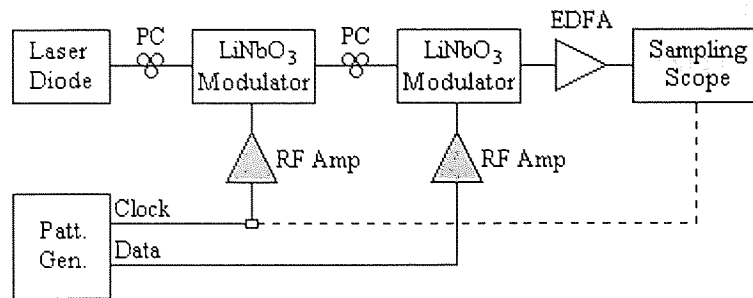 EDFA
PC
PC
Laser
Diode
LiNbO3
Modulator
LiNbO3
Modulator
Sampling
Scope
RF Amp
RF Amp
Clock
Patt.
Gen.
Data